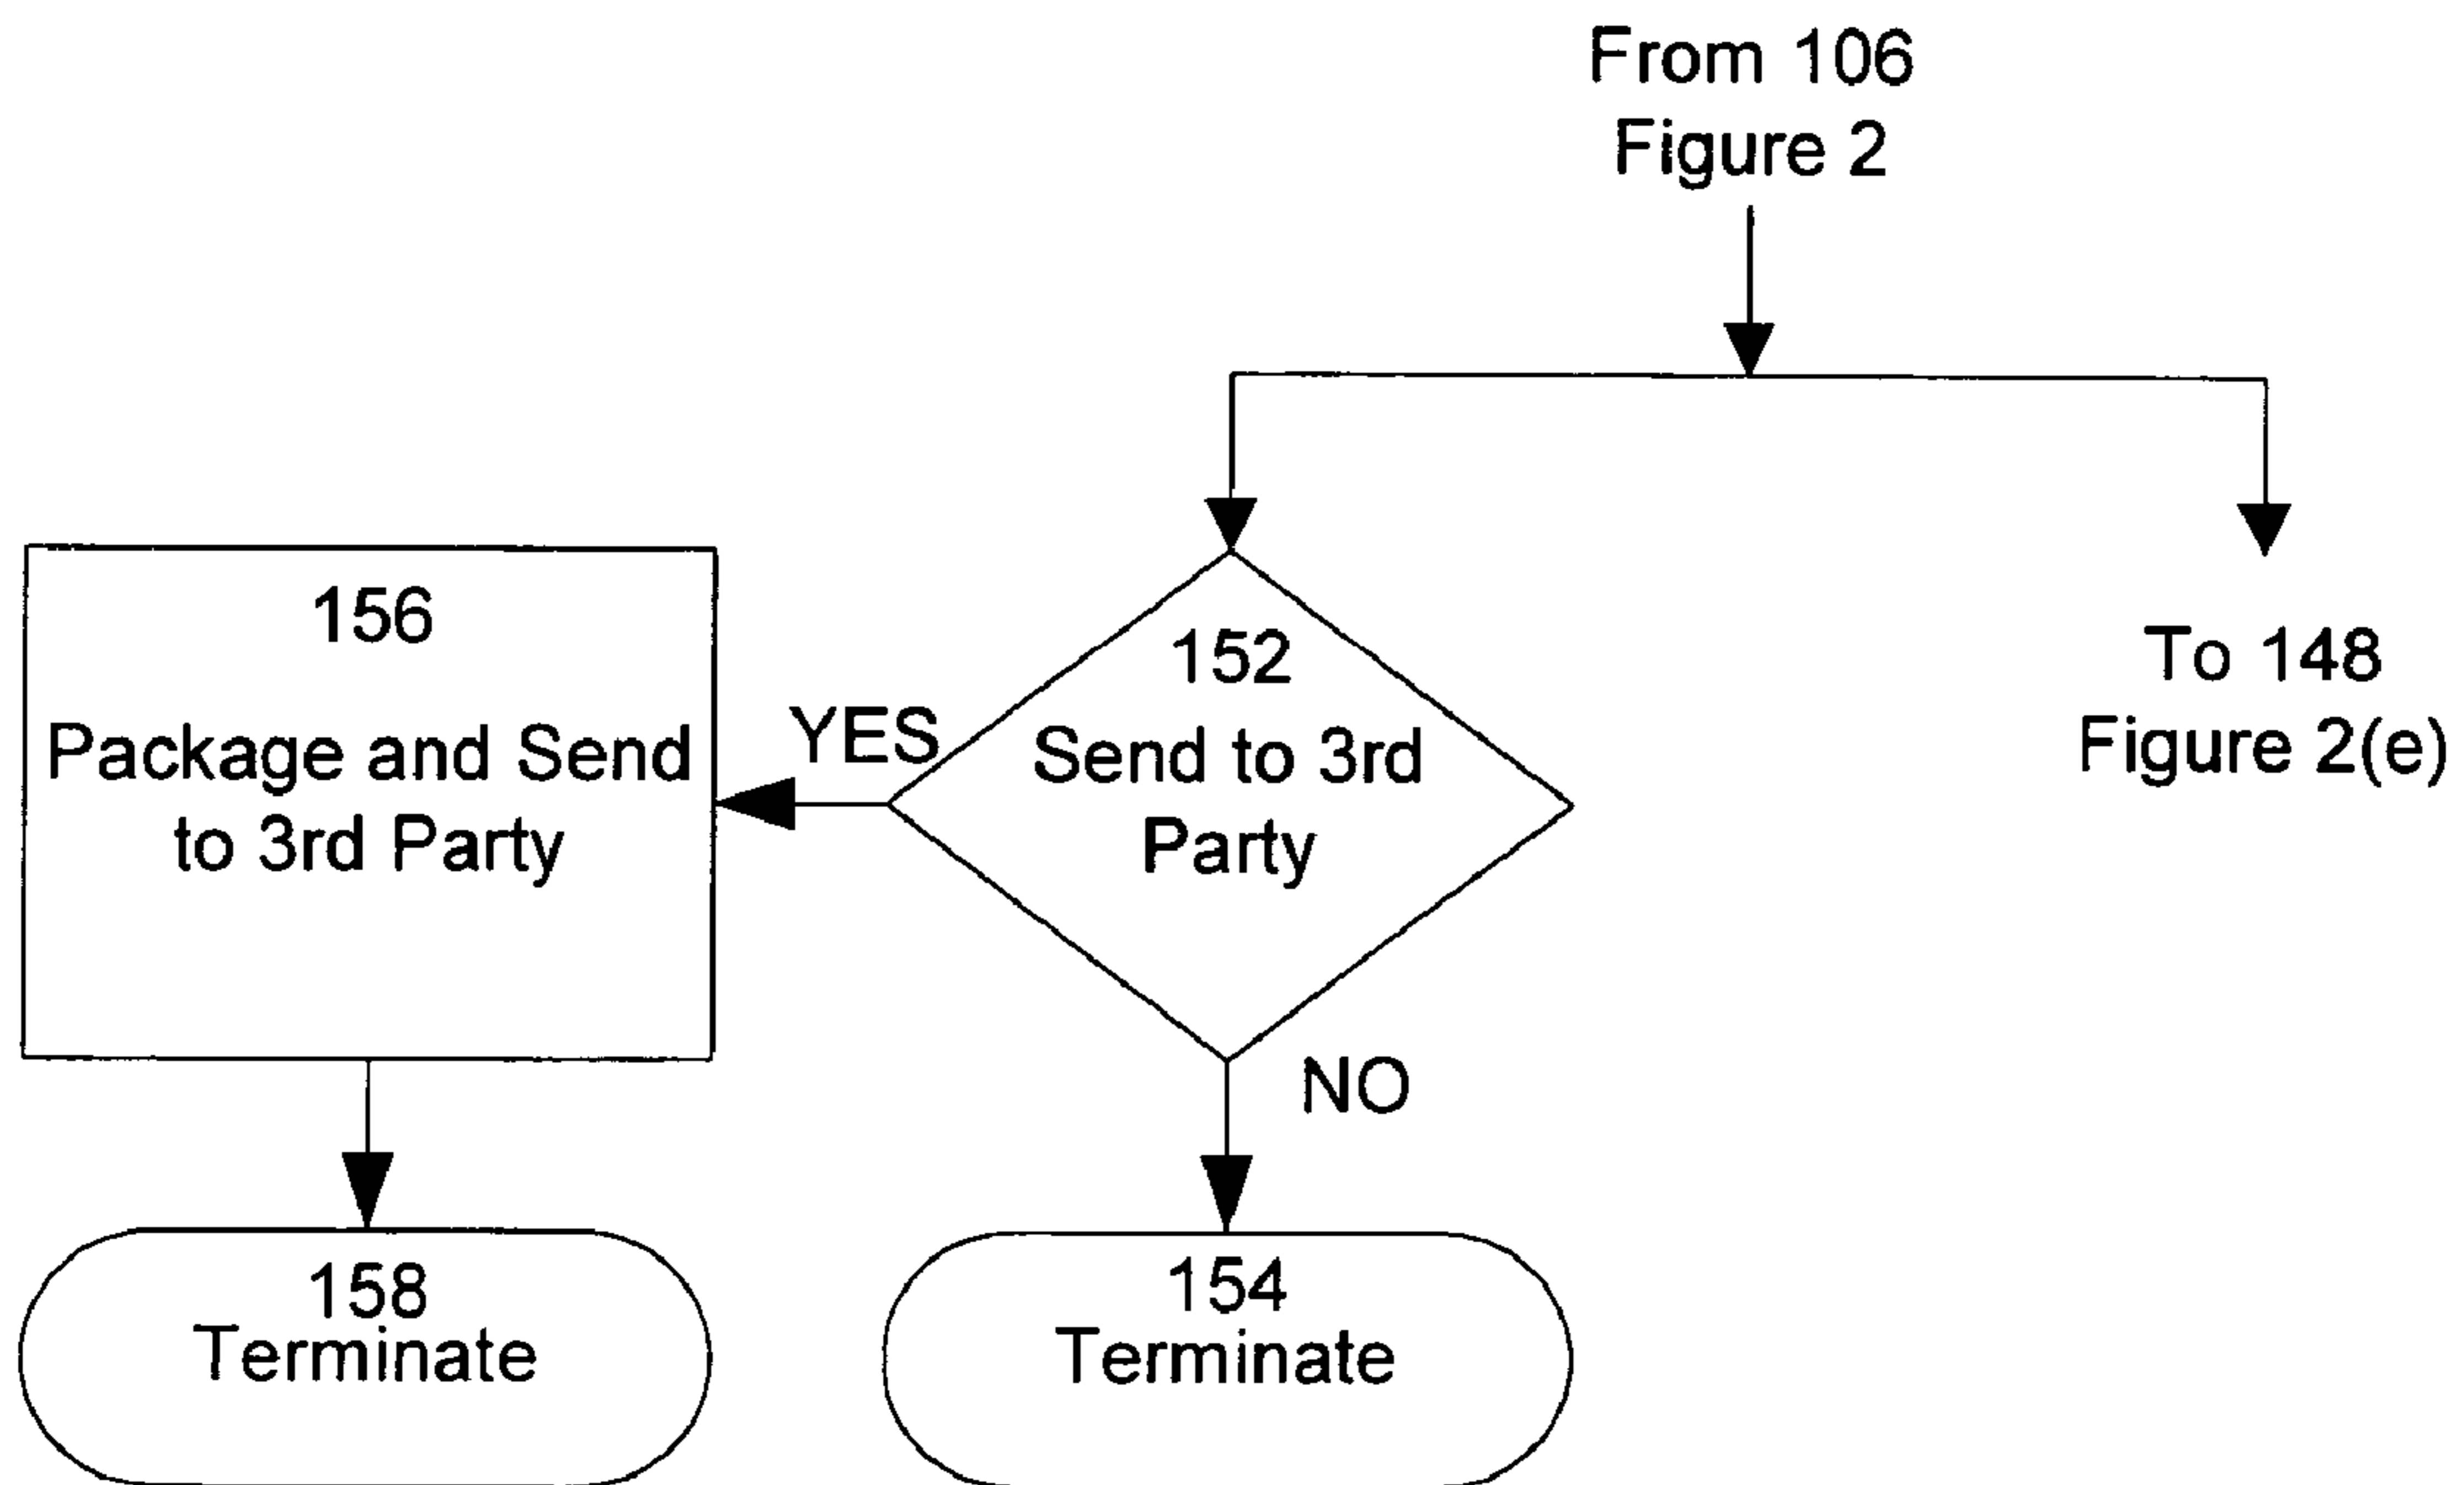 From 106
Figure 2
156
Package and Send
to 3rd Party
YES
152
Send to 3rd
Party
To 148
Figure 2(e)
NO
158
Terminate
154
Terminate